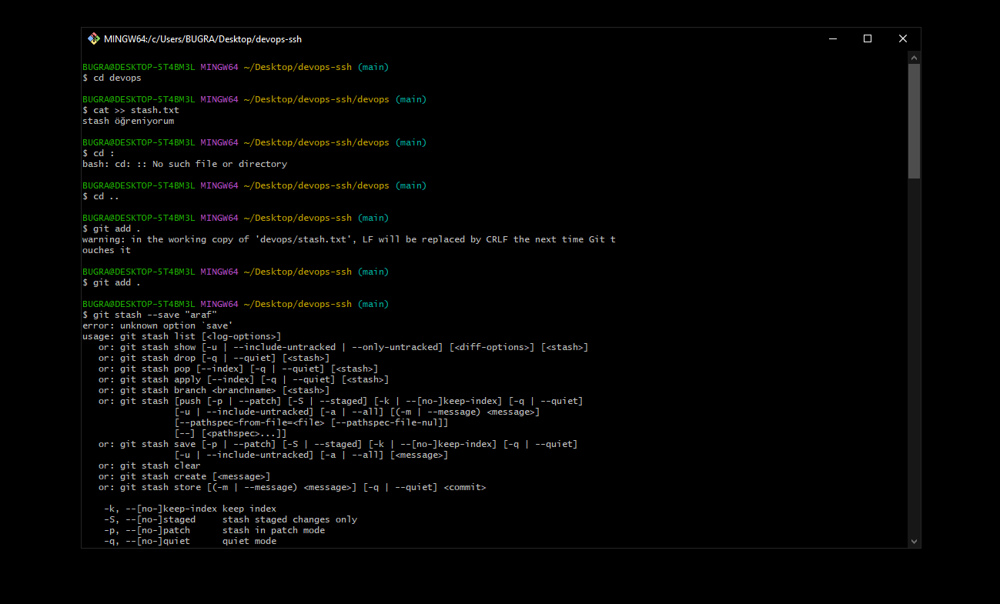 MINGW64:/c/Users/BUGRA/Desktop/devops-ssh
BUGRA@DESKTOP-5T4BM3L MINGW64 ~/Desktop/devops-ssh (main)
$ cd devops
BUGRA@DESKTOP-5T4BM3L MINGW64 ~/Desktop/devops-ssh/devops (main)
$ cat >> stash.txt
stash öğreniyorum
BUGRA@DESKTOP-5T4BM3L MINGW64 ~/Desktop/devops-ssh/devops (main)
$ cd :
bash: cd: :: No such file or directory
BUGRA@DESKTOP-5T4BM3L MINGW64 ~/Desktop/devops-ssh/devops (main)
$ cd ..
BUGRA@DESKTOP-5T4BM3L MINGW64 ~/Desktop/devops-ssh (main)
$ git add .
warning: in the working copy of 'devops/stash.txt', LF will be replaced by CRLF the next time Git t
ouches it
BUGRA@DESKTOP-5T4BM3L MINGW64 ~/Desktop/devops-ssh (main)
$ git add .
BUGRA@DESKTOP-5T4BM3L MINGW64 ~/Desktop/devops-ssh (main)
$ git stash --save "araf"
error: unknown option `save'
usage: git stash list [<log-options>]
   or: git stash show [-u | --include-untracked | --only-untracked] [<diff-options>] [<stash>]
   or: git stash drop [-q | --quiet] [<stash>]
   or: git stash pop [--index] [-q | --quiet] [<stash>]
   or: git stash apply [--index] [-q | --quiet] [<stash>]
   or: git stash branch <branchname> [<stash>]
   or: git stash [push [-p | --patch] [-S | --staged] [-k | --[no-]keep-index] [-q | --quiet]
                 [-u | --include-untracked] [-a | --all] [(-m | --message) <message>]
                 [--pathspec-from-file=<file> [--pathspec-file-nul]]
                 [--] [<pathspec>...]]
   or: git stash save [-p | --patch] [-S | --staged] [-k | --[no-]keep-index] [-q | --quiet]
                 [-u | --include-untracked] [-a | --all] [<message>]
   or: git stash clear
   or: git stash create [<message>]
   or: git stash store [(-m | --message) <message>] [-q | --quiet] <commit>
    -k, --[no-]keep-index keep index
    -S, --[no-]staged     stash staged changes only
    -p, --[no-]patch      stash in patch mode
    -q, --[no-]quiet      quiet mode